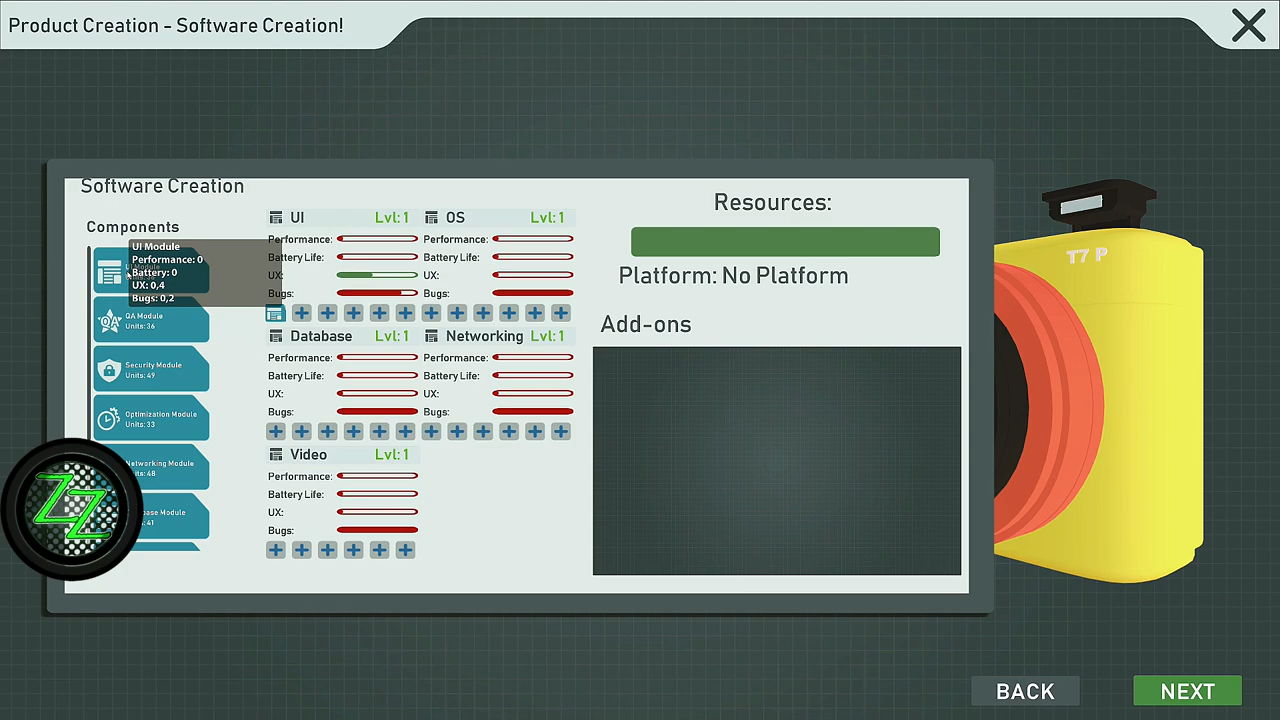 Product Creation - Software Creation!
Software Creation
Components
UI Module
Performance: 0
Battery: 0
UX: 0,4
Bugs: 0,2
QA Module
Units: 36
Security Module
Units: 49
Optimization Module
Units: 33
Networking Module
Units: 48
base Module
: 41
UI Lvl: 1
Performance:
Battery Life:
UX:
Bugs:
OS Lvl: 1
Performance:
Battery Life:
UX:
Bugs:
Database Lvl: 1
Performance:
Battery Life:
UX:
Bugs:
Networking Lvl: 1
Performance:
Battery Life:
UX:
Bugs:
Video Lvl: 1
Performance:
Battery Life:
UX:
Bugs:
Resources:
Platform: No Platform
Add-ons
T7 P
ZZ
BACK
NEXT